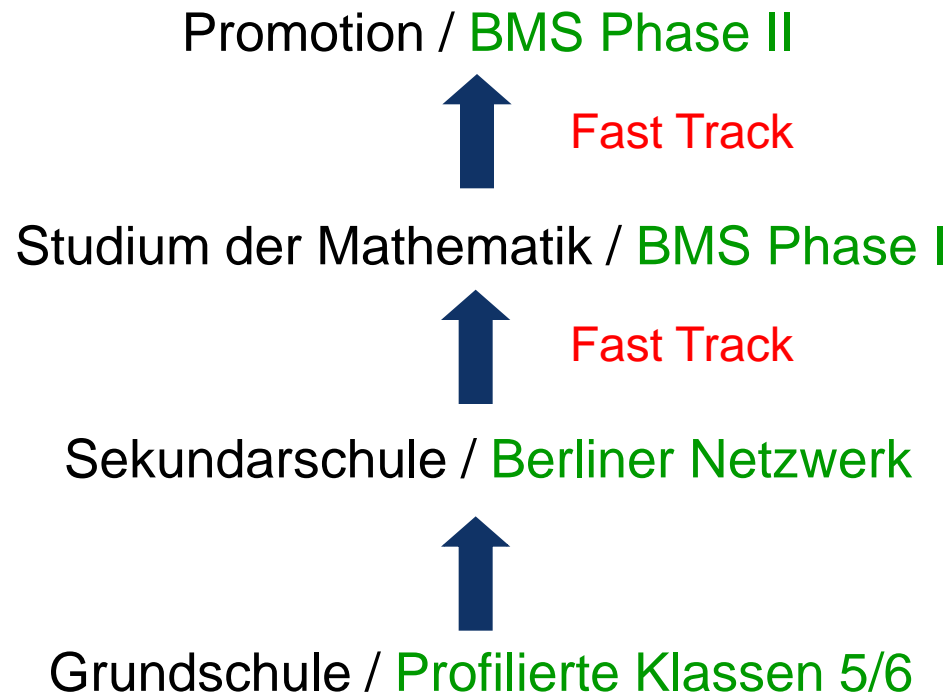 Promotion / BMS Phase II
Fast Track
Studium der Mathematik / BMS Phase I
Fast Track
Sekundarschule / Berliner Netzwerk
Grundschule / Profilierte Klassen 5/6